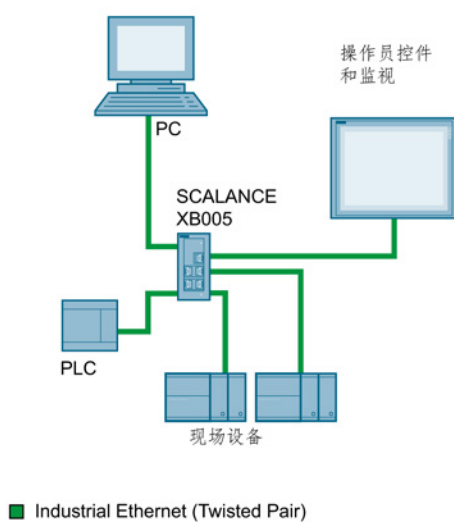 操作员控件
和监视
PC
SCALANCE
XB005
PLC
现场设备
Industrial Ethernet (Twisted Pair)